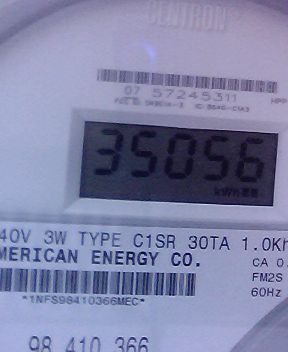 CENTRON
07 57245311
35056
kWh
40V 3W TYPE C1SR 30TA 1.0Kh
MERICAN ENERGY CO.
CA 0.
FM2S
60Hz
*1NFS98410366MEC*
98 410 366